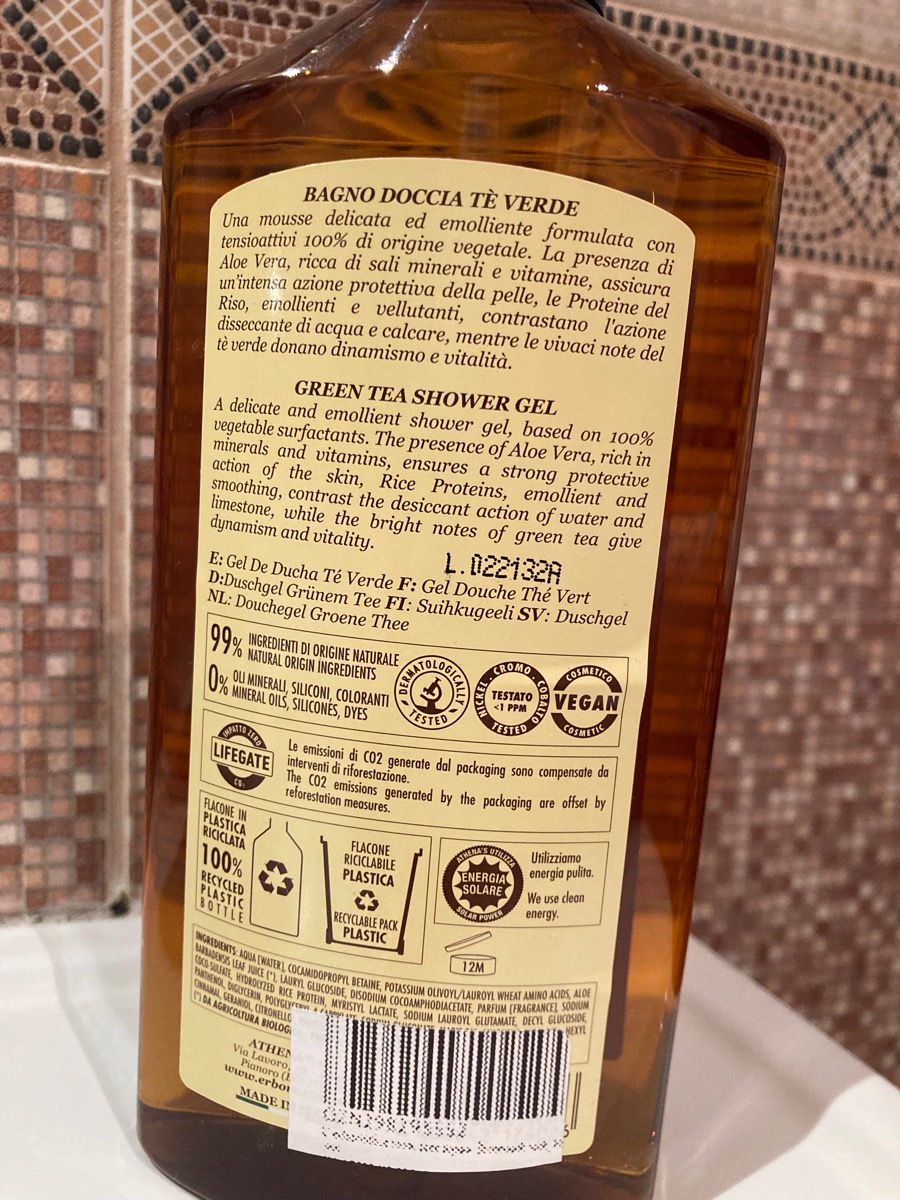 BAGNO DOCCIA TÈ VERDE
Una mousse delicata ed emolliente formulata con
tensioattivi 100% di origine vegetale. La presenza di
Aloe Vera, ricca di sali minerali e vitamine, assicura
un'intensa azione protettiva della pelle, le Proteine del
Riso, emollienti e vellutanti, contrastano l'azione
disseccante di acqua e calcare, mentre le vivaci note del
tè verde donano dinamismo e vitalità.
GREEN TEA SHOWER GEL
A delicate and emollient shower gel, based on 100%
vegetable surfactants. The presence of Aloe Vera, rich in
minerals and vitamins, ensures a strong protective
action of the skin, Rice Proteins, emollient and
smoothing, contrast the desiccant action of water and
limestone, while the bright notes of green tea give
dynamism and vitality.
L.022132A
E: Gel De Ducha Té Verde F: Gel Douche Thé Vert
D:Duschgel Grünem Tee FI: Suihkugeeli SV: Duschgel
NL: Douchegel Groene Thee
99% INGREDIENTI DI ORIGINE NATURALE
NATURAL ORIGIN INGREDIENTS
0% OLI MINERALI, SILICONI, COLORANTI
MINERAL OILS, SILICONES, DYES
DERMATOLOGICALLY TESTED
NICKEL - CROMO - COBALTO
TESTATO
<1 PPM
TESTED
COSMETICO
VEGAN
COSMETIC
IMPATTO ZERO
LIFEGATE
CO2
Le emissioni di CO2 generate dal packaging sono compensate da
interventi di riforestazione.
The CO2 emissions generated by the packaging are offset by
reforestation measures.
FLACONE IN
PLASTICA
RICICLATA
100%
RECYCLED
PLASTIC
BOTTLE
FLACONE
RICICLABILE
PLASTICA
RECYCLABLE PACK
PLASTIC
ATHENA'S UTILIZZA
ENERGIA
SOLARE
SOLAR POWER
Utilizziamo
energia pulita.
We use clean
energy.
12M
INGREDIENTS: AQUA [WATER], COCAMIDOPROPYL BETAINE, POTASSIUM OLIVOYL/LAUROYL WHEAT AMINO ACIDS, ALOE
BARBADENSIS LEAF JUICE (*), LAURYL GLUCOSIDE, DISODIUM COCOAMPHODIACETATE, PARFUM [FRAGRANCE], SODIUM
COCO-SULFATE, HYDROLYZED RICE PROTEIN, MYRISTYL LACTATE, SODIUM LAUROYL GLUTAMATE, DECYL GLUCOSIDE,
PANTHENOL, DIGLYCERIN, HEXYL
CINNAMAL, GERANIOL,
(*) DA AGRICOLTURA
Via Lavoro
Pianoro
MADE